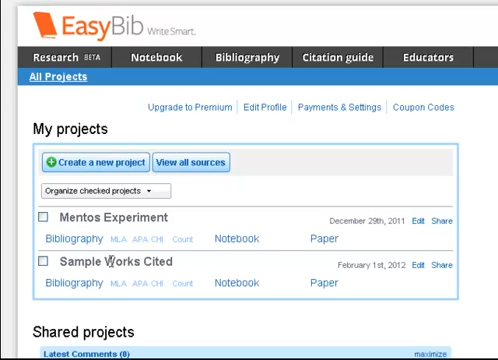 EasyBib Write Smart.
Research BETA Notebook Bibliography Citation guide Educators
All Projects
Upgrade to Premium Edit Profile Payments & Settings Coupon Codes
My projects
Create a new project View all sources
Organize checked projects
Mentos Experiment December 29th, 2011 Edit Share
Bibliography MLA APA CHI Count Notebook Paper
Sample Works Cited February 1st, 2012 Edit Share
Bibliography MLA APA CHI Count Notebook Paper
Shared projects
Latest Comments (0) maximize